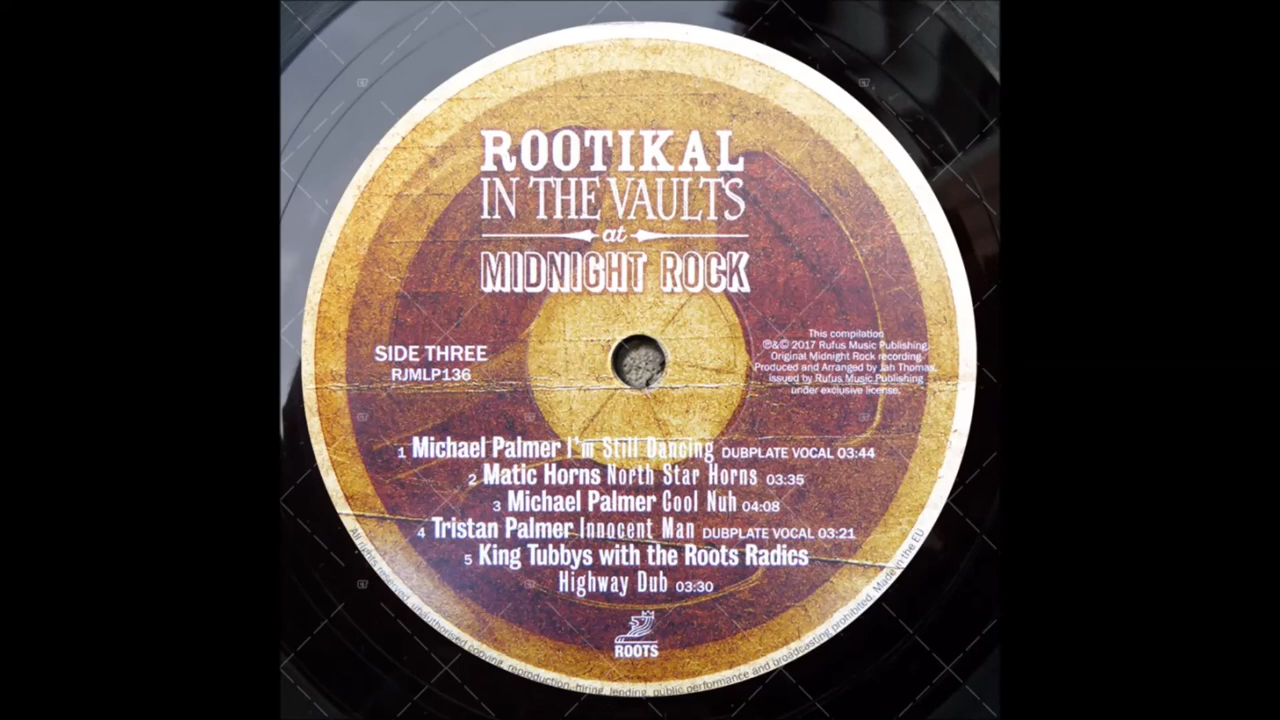 ROOTIKAL
IN THE VAULTS
at
MIDNIGHT ROCK
SIDE THREE
RJMLP136
This compilation
℗&© 2017 Rufus Music Publishing.
Original Midnight Rock recording
Produced and Arranged by Jah Thomas,
issued by Rufus Music Publishing
under exclusive license.
1 Michael Palmer I'm Still Dancing DUBPLATE VOCAL 03:44
2 Matic Horns North Star Horns 03:35
3 Michael Palmer Cool Nuh 04:08
4 Tristan Palmer Innocent Man DUBPLATE VOCAL 03:21
5 King Tubbys with the Roots Radics
Highway Dub 03:30
ROOTS
All rights reserved, unauthorised copying, reproduction, hiring, lending, public performance and broadcasting prohibited. Made in the EU